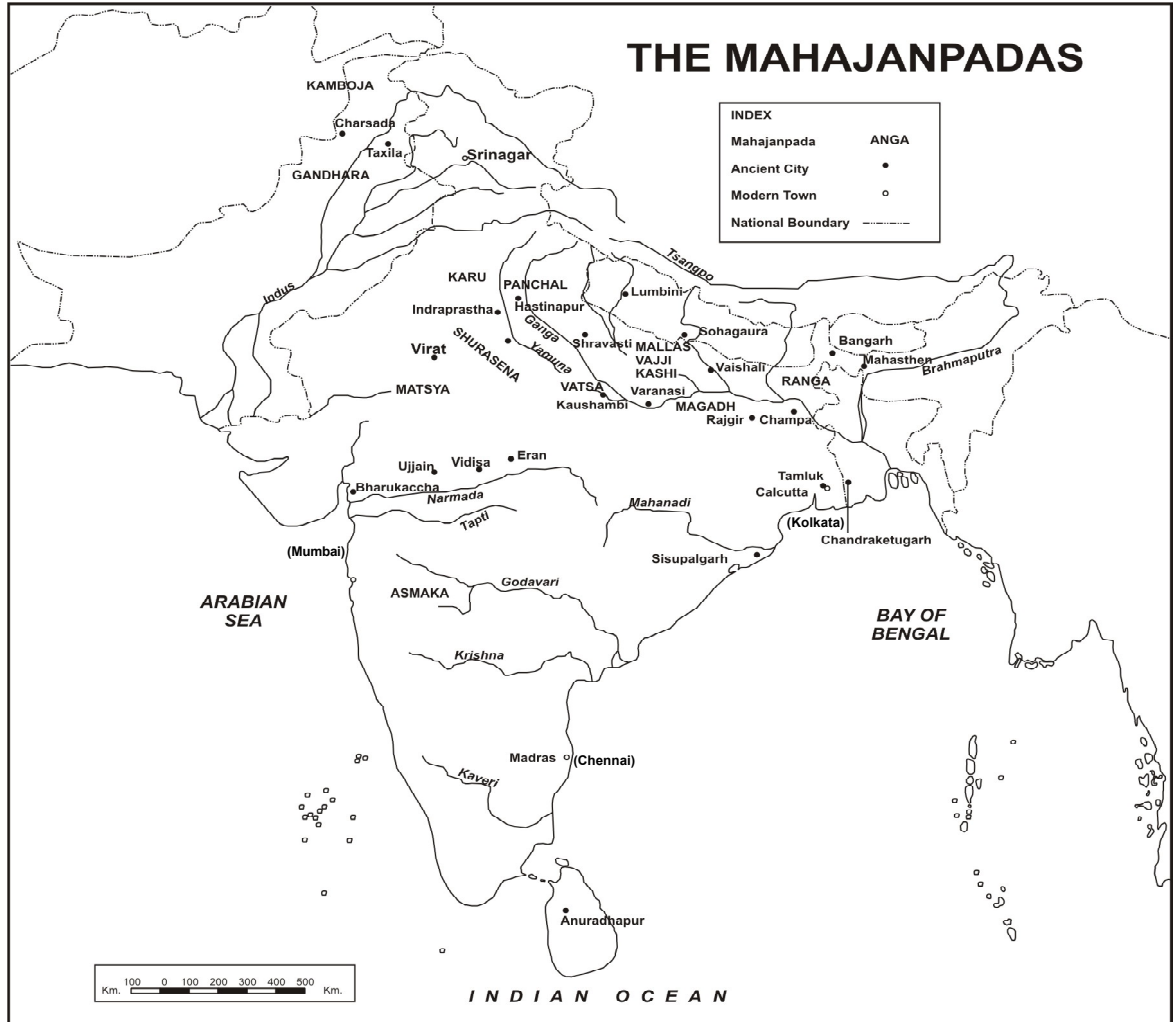 THE MAHAJANPADAS
INDEX
Mahajanpada ANGA
Ancient City
Modern Town
National Boundary
KAMBOJA
Charsada
Taxila
Srinagar
GANDHARA
Indus
Tsangpo
KARU
PANCHAL
Hastinapur
Indraprastha
Lumbini
Ganga
Yamuna
SHURASENA
Virat
Shravasti
Sohagaura
MALLAS
VAJJI
KASHI
Vaishali
Bangarh
Mahasthen
Brahmaputra
RANGA
MATSYA
VATSA
Kaushambi
Varanasi
MAGADH
Rajgir
Champa
Ujjain
Vidisa
Eran
Bharukaccha
Narmada
Tapti
Mahanadi
Tamluk
Calcutta
(Kolkata)
Chandraketugarh
Sisupalgarh
(Mumbai)
ASMAKA
Godavari
ARABIAN
SEA
BAY OF
BENGAL
Krishna
Madras (Chennai)
Kaveri
Anuradhapur
Km. 100 0 100 200 300 400 500 Km.
INDIAN OCEAN